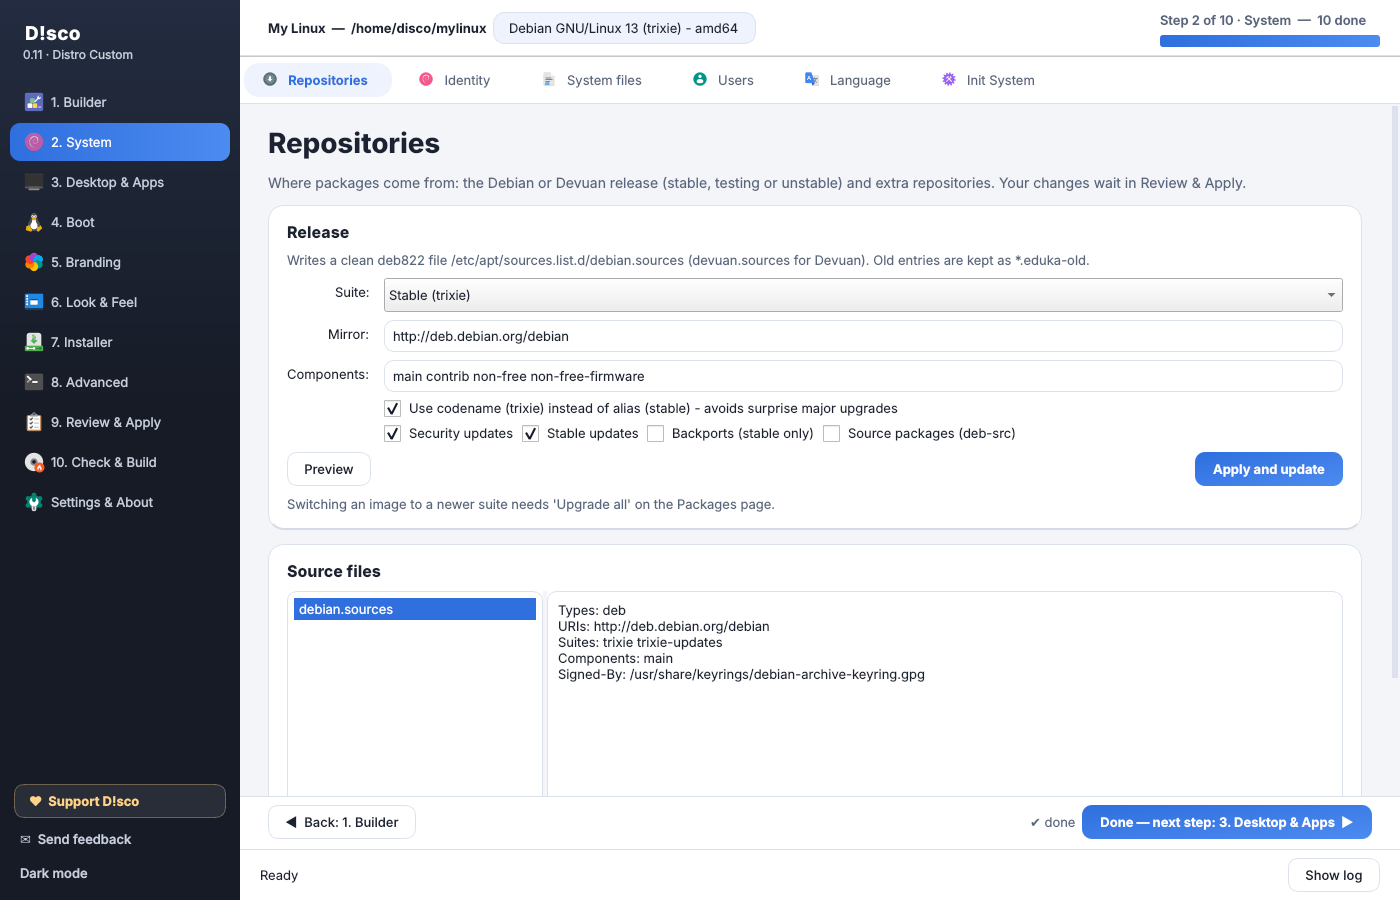 D!sco
0.11 · Distro Custom
1. Builder
2. System
3. Desktop & Apps
4. Boot
5. Branding
6. Look & Feel
7. Installer
8. Advanced
9. Review & Apply
10. Check & Build
Settings & About
Support D!sco
Send feedback
Dark mode
My Linux — /home/disco/mylinux
Debian GNU/Linux 13 (trixie) - amd64
Step 2 of 10 · System — 10 done
Repositories
Identity
System files
Users
Language
Init System
Repositories
Where packages come from: the Debian or Devuan release (stable, testing or unstable) and extra repositories. Your changes wait in Review & Apply.
Release
Writes a clean deb822 file /etc/apt/sources.list.d/debian.sources (devuan.sources for Devuan). Old entries are kept as *.eduka-old.
Suite:
Stable (trixie)
Mirror:
http://deb.debian.org/debian
Components:
main contrib non-free non-free-firmware
Use codename (trixie) instead of alias (stable) - avoids surprise major upgrades
Security updates
Stable updates
Backports (stable only)
Source packages (deb-src)
Preview
Apply and update
Switching an image to a newer suite needs 'Upgrade all' on the Packages page.
Source files
debian.sources
Types: deb
URIs: http://deb.debian.org/debian
Suites: trixie trixie-updates
Components: main
Signed-By: /usr/share/keyrings/debian-archive-keyring.gpg
◀ Back: 1. Builder
✔ done
Done — next step: 3. Desktop & Apps ▶
Ready
Show log